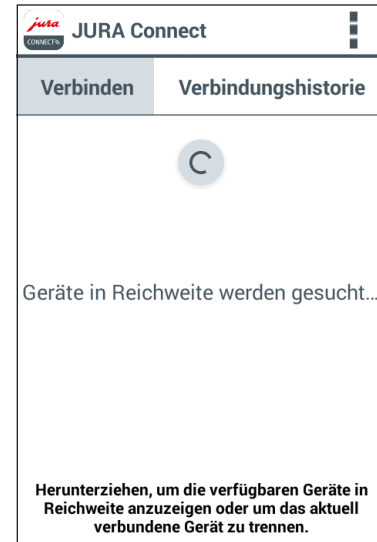 jura
CONNECT
JURA Connect
Verbinden Verbindungshistorie
Geräte in Reichweite werden gesucht...
Herunterziehen, um die verfügbaren Geräte in
Reichweite anzuzeigen oder um das aktuell
verbundene Gerät zu trennen.